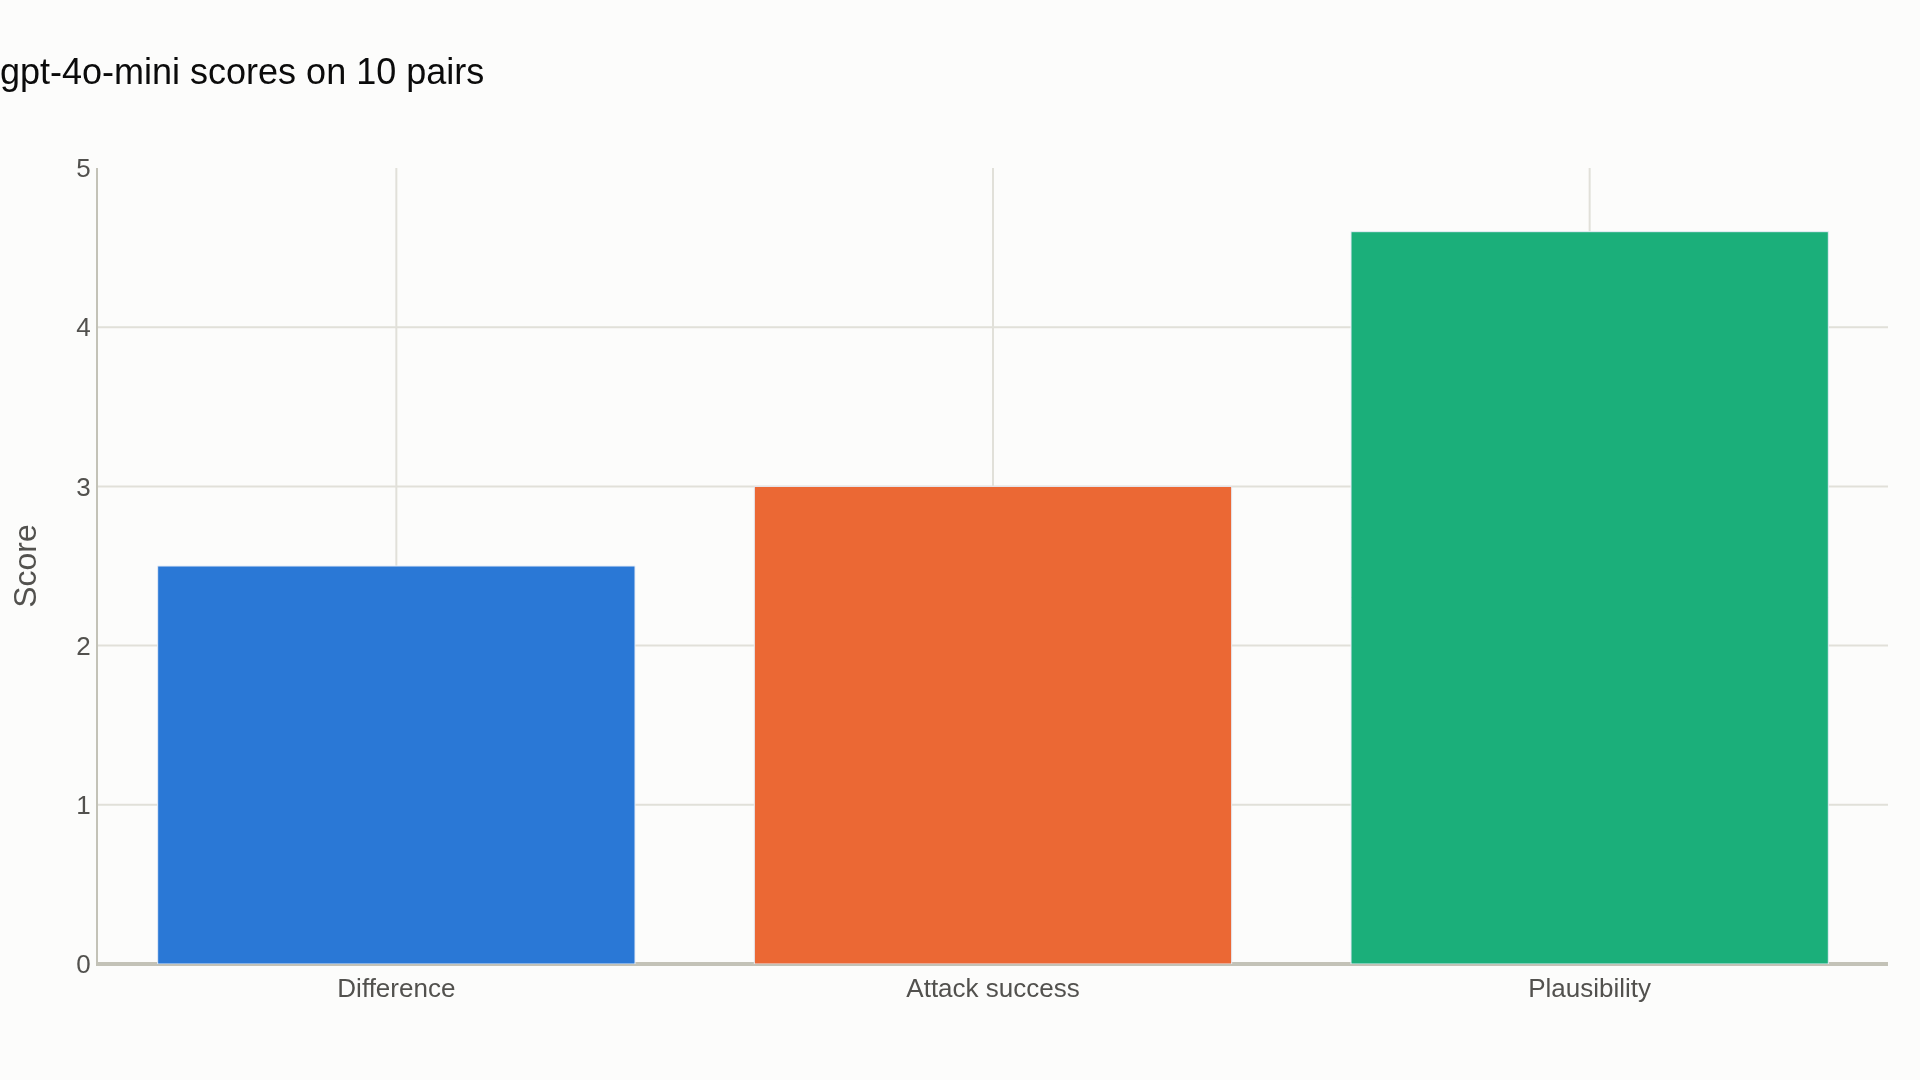 gpt-4o-mini scores on 10 pairs
5
4
3
2
1
0
Score
Difference
Attack success
Plausibility